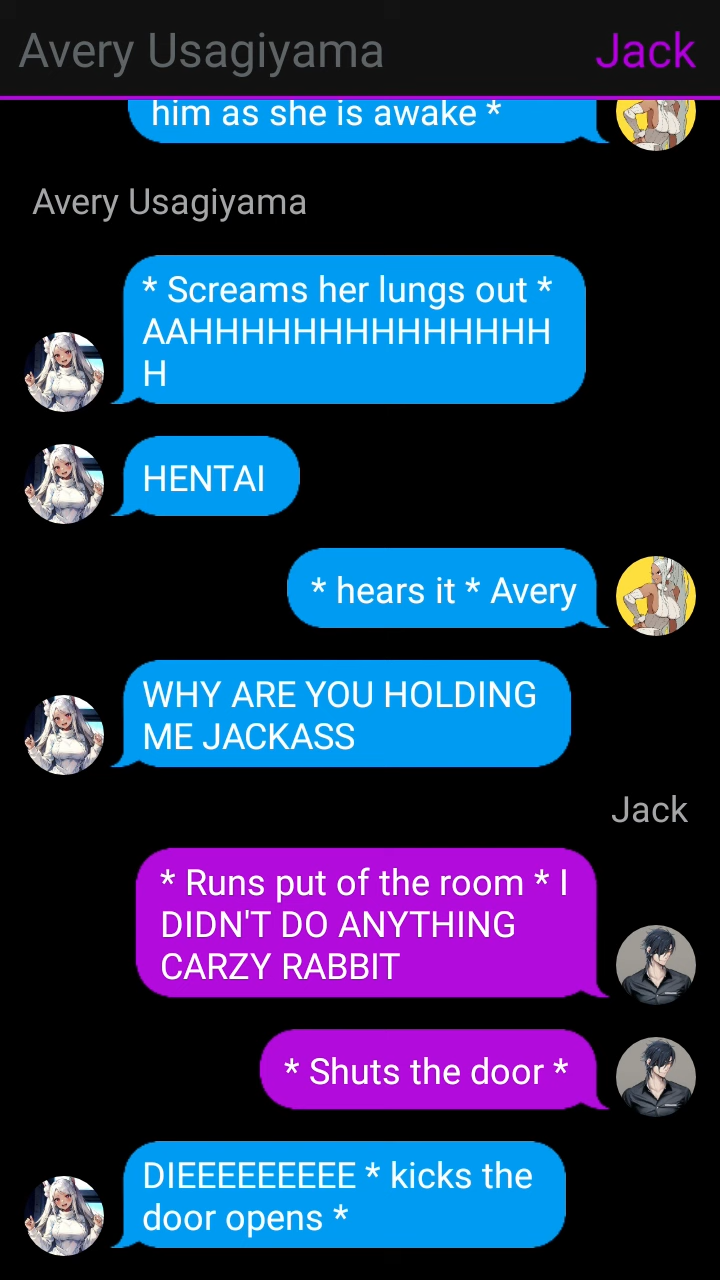 Avery Usagiyama Jack
him as she is awake *
Avery Usagiyama
* Screams her lungs out *
AAHHHHHHHHHHHHHHH
H
HENTAI
* hears it * Avery
WHY ARE YOU HOLDING
ME JACKASS
Jack
* Runs put of the room * I
DIDN'T DO ANYTHING
CARZY RABBIT
* Shuts the door *
DIEEEEEEEEE * kicks the
door opens *